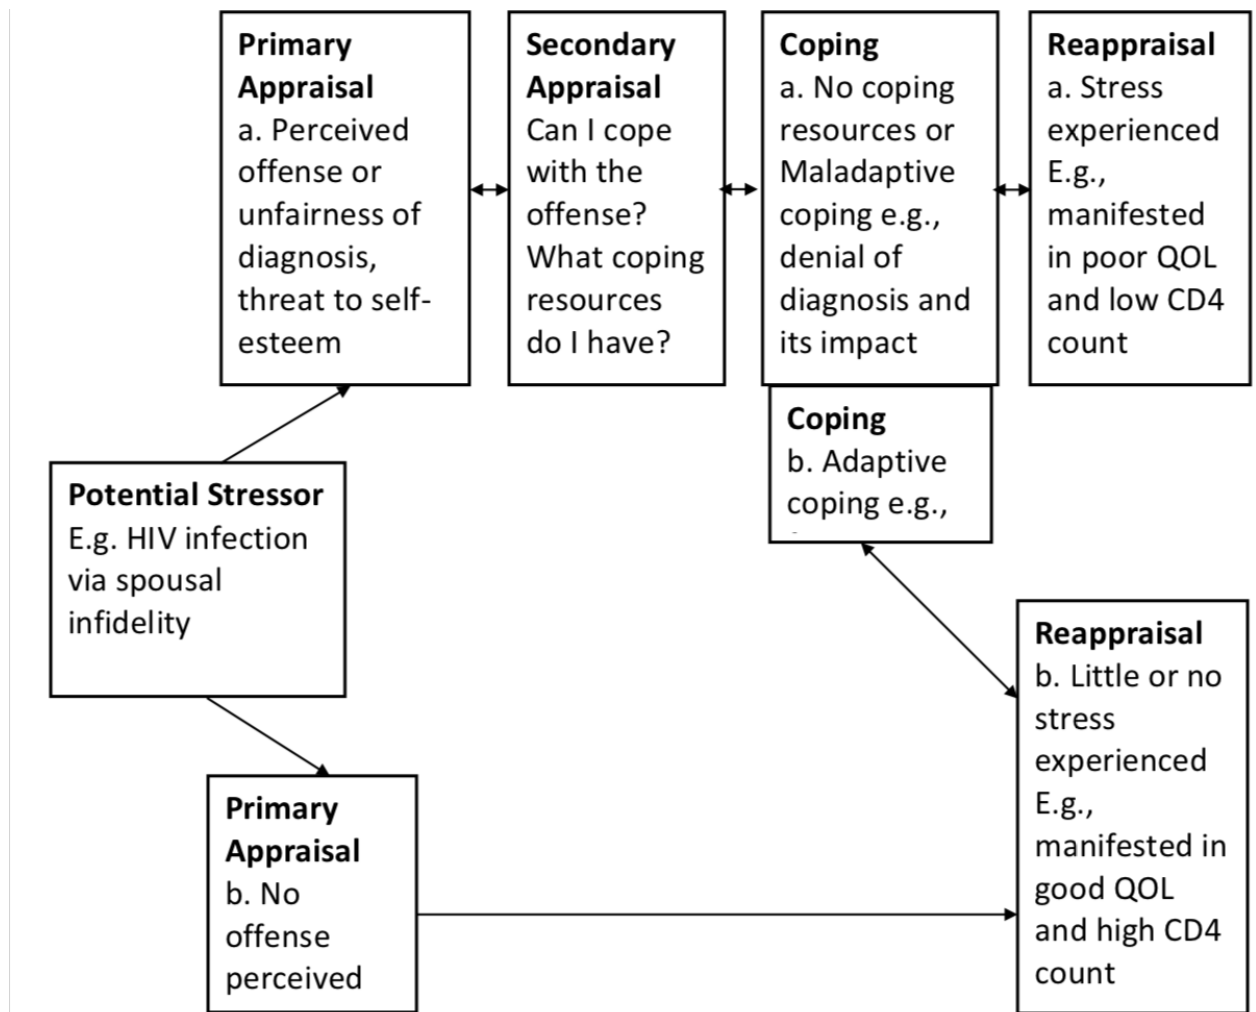 Primary
Appraisal
a. Perceived
offense or
unfairness of
diagnosis,
threat to self-
esteem
Secondary
Appraisal
Can I cope
with the
offense?
What coping
resources
do I have?
Coping
a. No coping
resources or
Maladaptive
coping e.g.,
denial of
diagnosis and
its impact
Reappraisal
a. Stress
experienced
E.g.,
manifested
in poor QOL
and low CD4
count
Coping
b. Adaptive
coping e.g.,
Potential Stressor
E.g. HIV infection
via spousal
infidelity
Reappraisal
b. Little or no
stress
experienced
E.g.,
manifested in
good QOL
and high CD4
count
Primary
Appraisal
b. No
offense
perceived